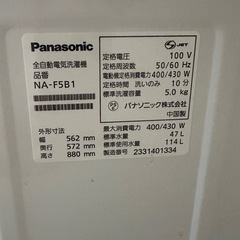 Panasonic
全自動電気洗濯機
品番
NA-F5B1
外形寸法
幅 562 mm
奥行 572 mm
高さ 880 mm
JET
定格電圧 100 V
定格周波数 50/60 Hz
電動機定格消費電力 400/430 W
定格時間 洗い 10 分
標準洗濯容量 5.0 kg
パナソニック株式会社
中国製
最大消費電力 400/430 W
標準水量 47 L
標準使用水量 114 L
製造番号 2331401334